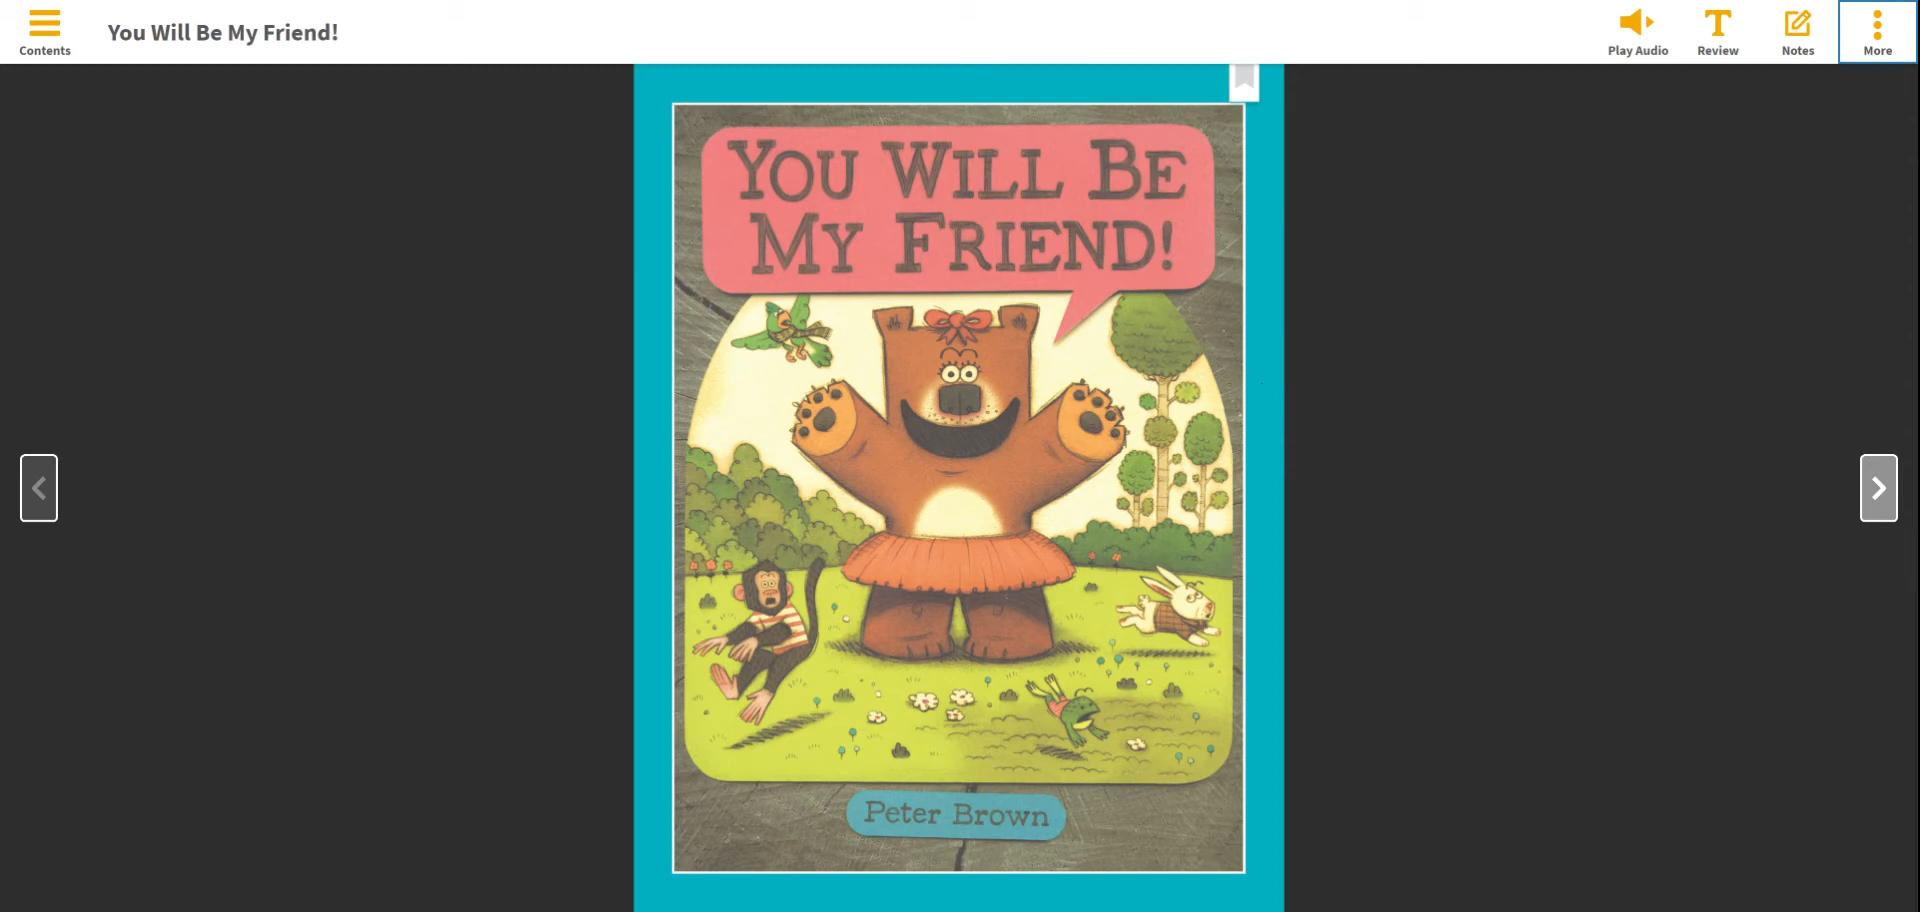 Contents
You Will Be My Friend!
Play Audio
Review
Notes
More
YOU WILL BE
MY FRIEND!
Peter Brown